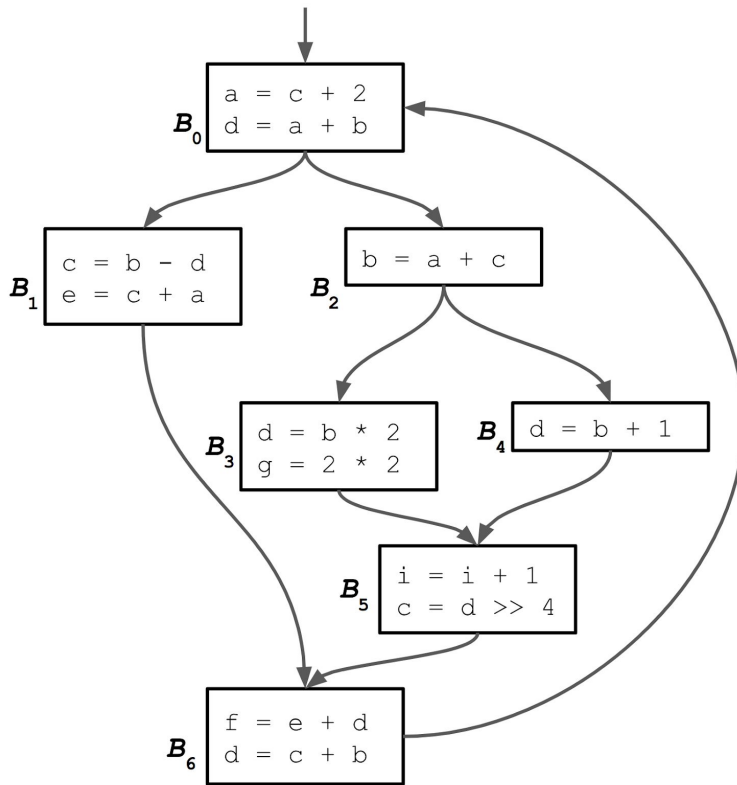 a = c + 2
d = a + b
B0
c = b - d
e = c + a
B1
b = a + c
B2
d = b * 2
g = 2 * 2
B3
d = b + 1
B4
i = i + 1
c = d >> 4
B5
f = e + d
d = c + b
B6